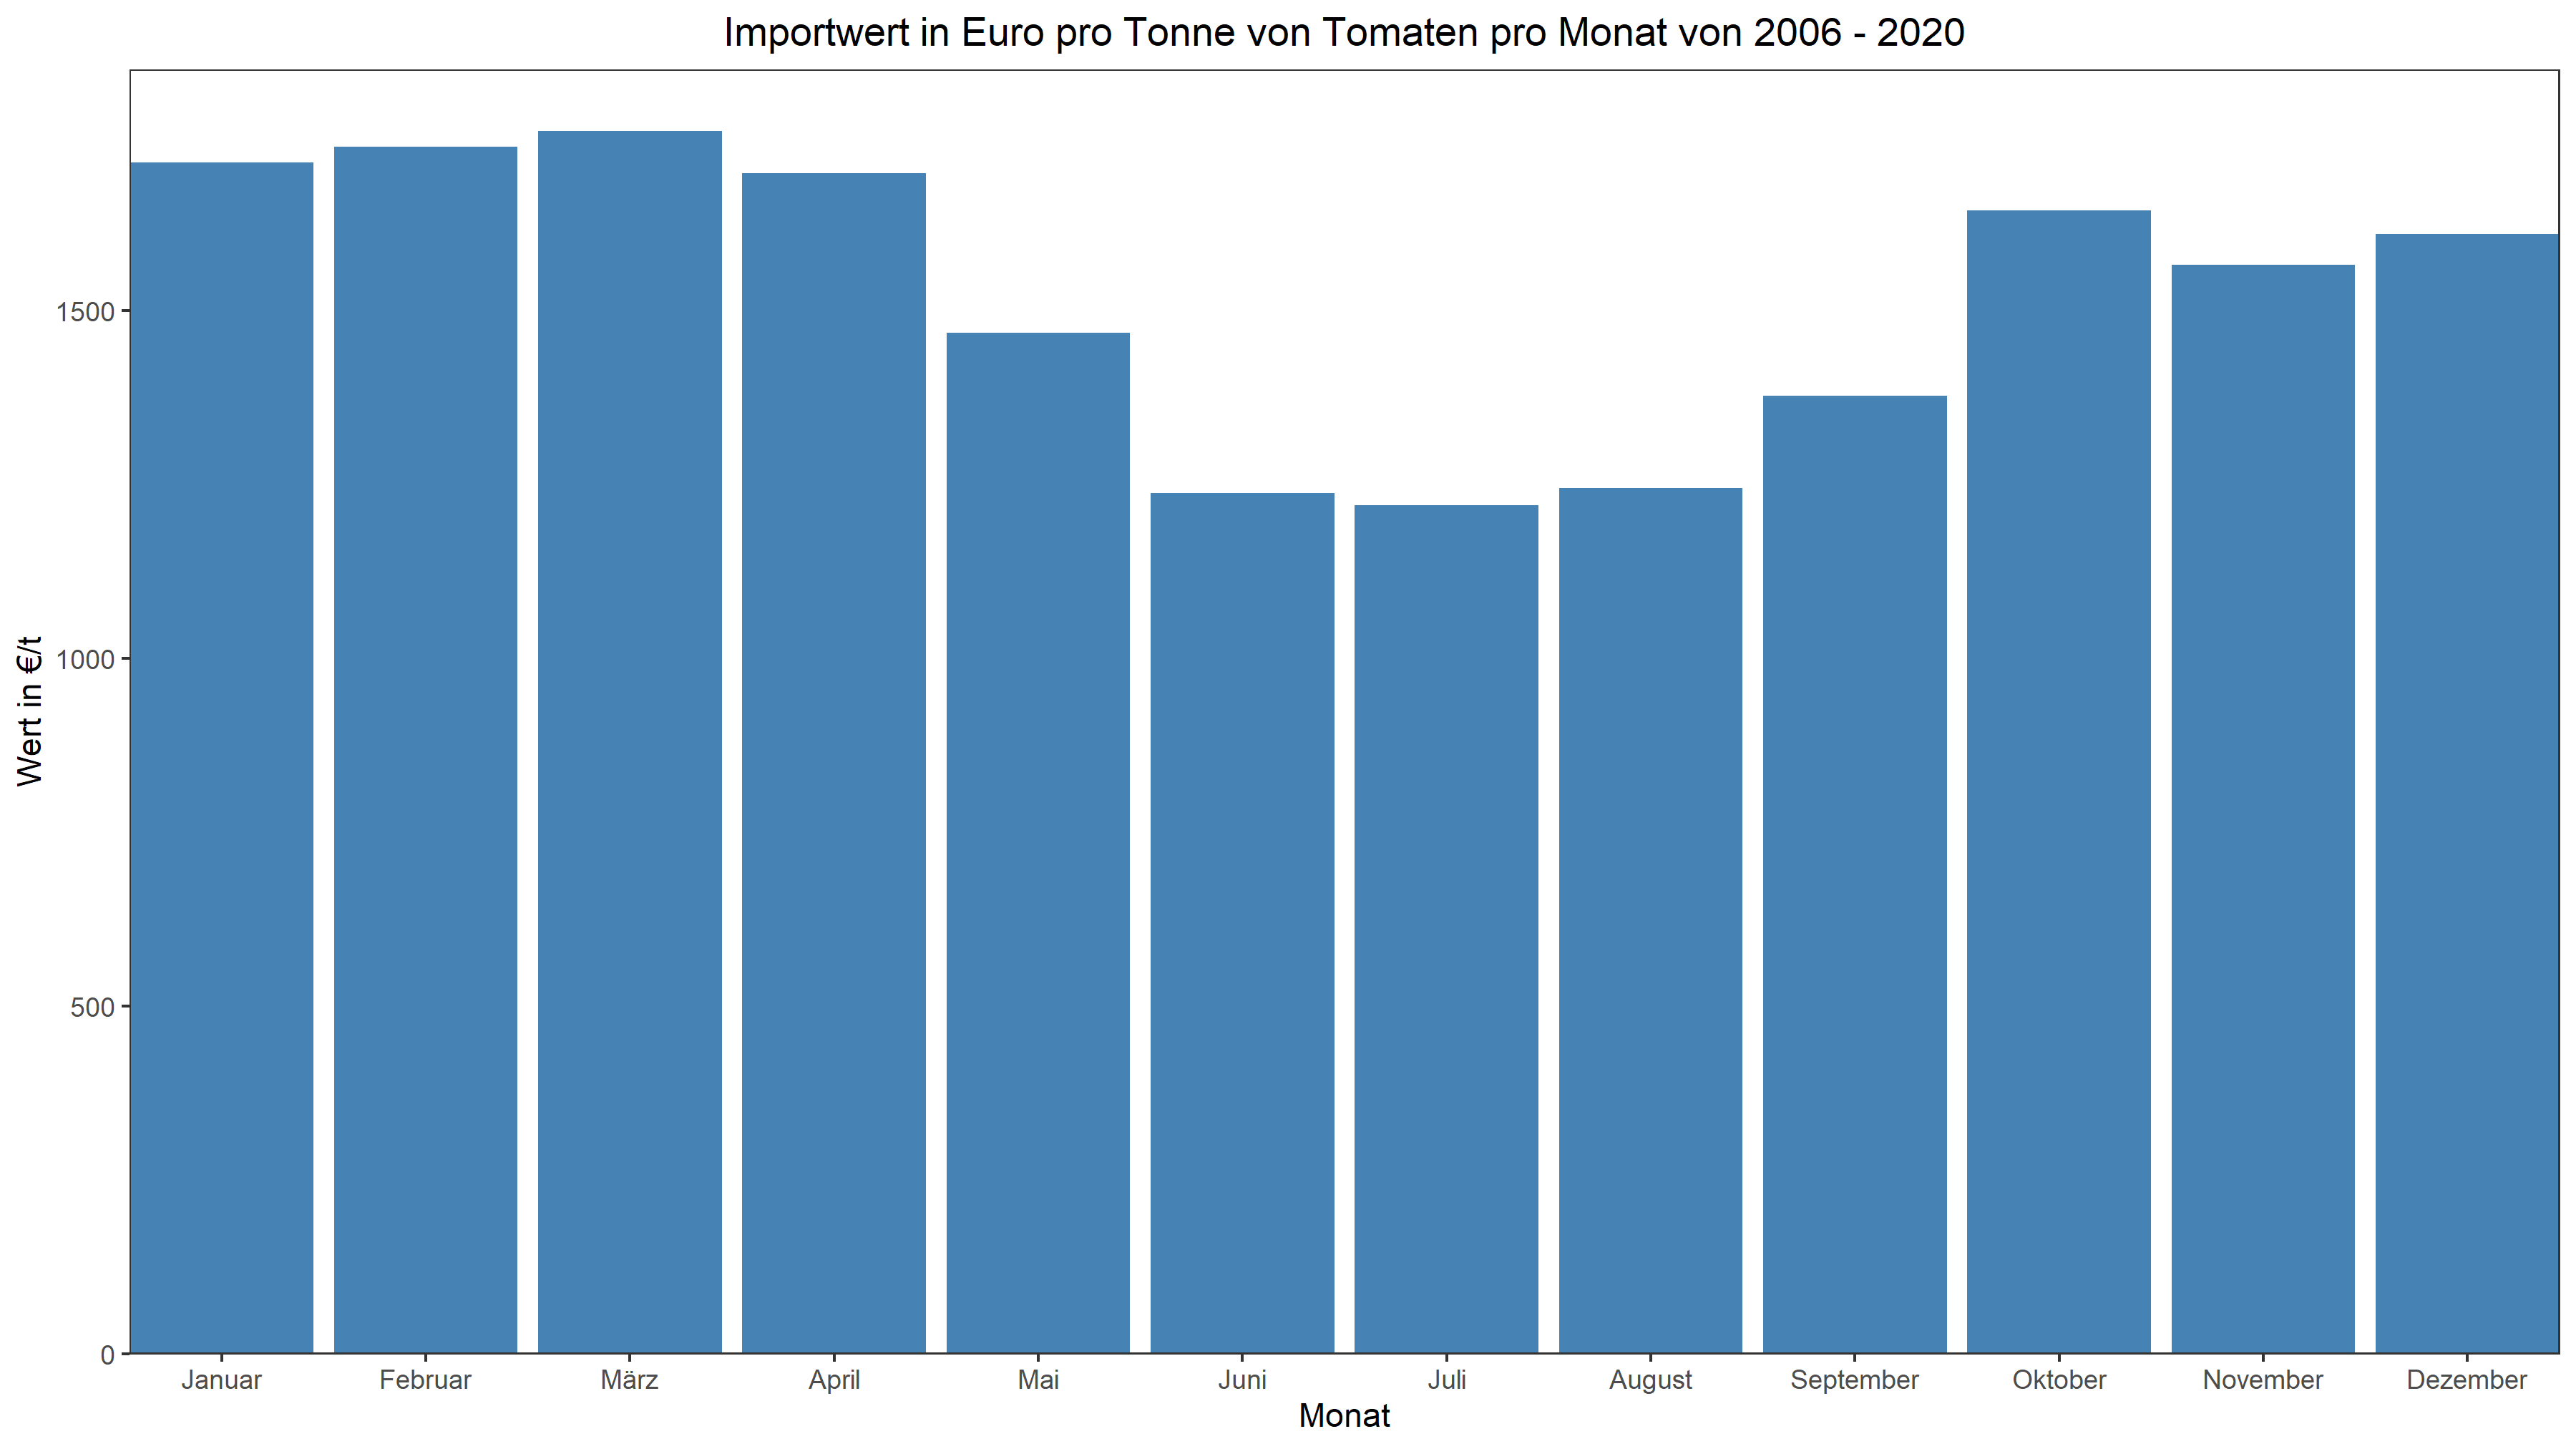 Importwert in Euro pro Tonne von Tomaten pro Monat von 2006 - 2020
Wert in €/t
1500
1000
500
0
Januar Februar März April Mai Juni Juli August September Oktober November Dezember
Monat